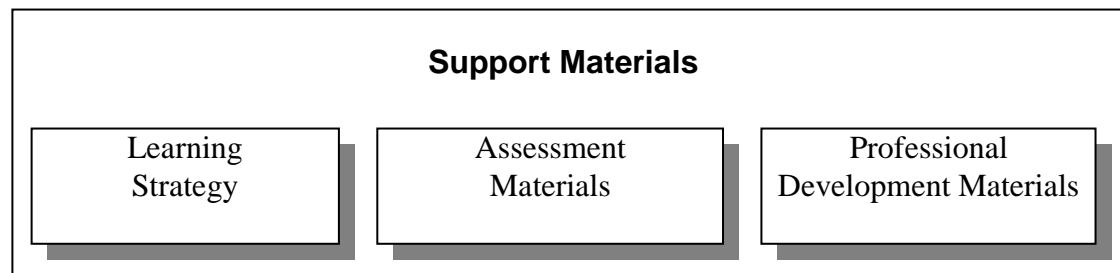 Support Materials
Learning
Strategy
Assessment
Materials
Professional
Development Materials